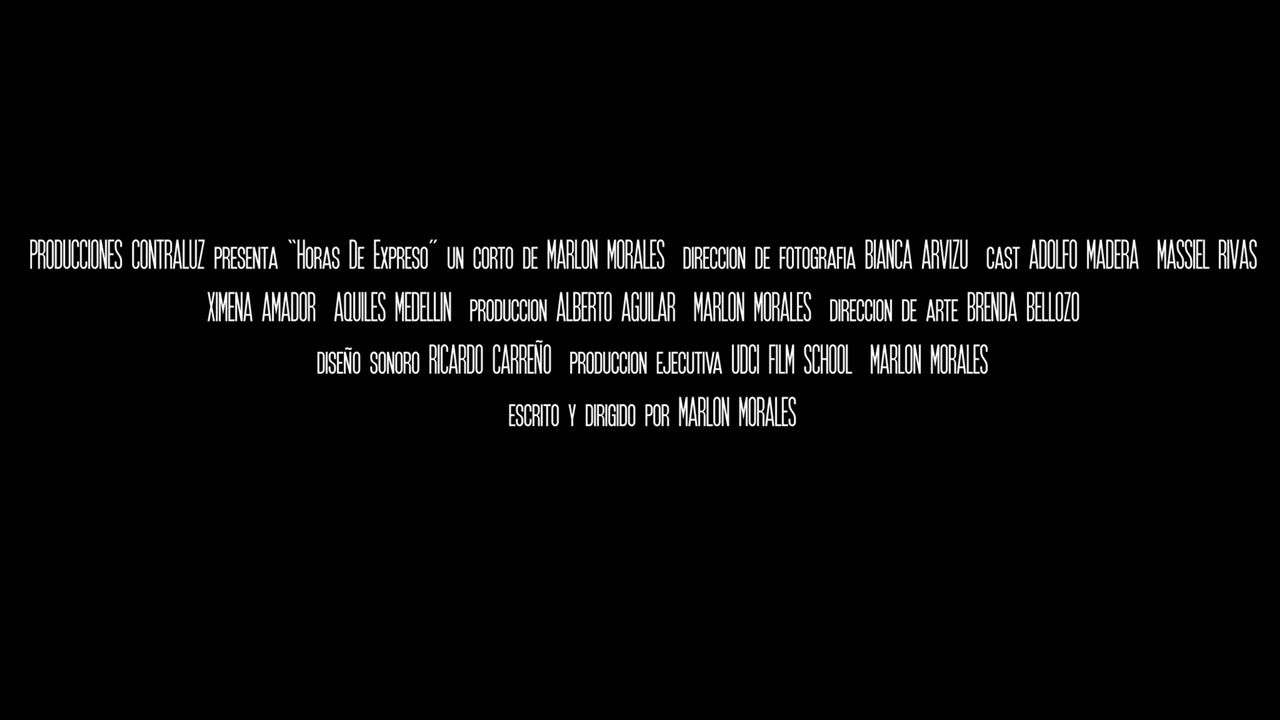 PRODUCCIONES CONTRALUZ PRESENTA ``HORAS DE EXPRESO´´ UN CORTO DE MARLON MORALES DIRECCION DE FOTOGRAFIA BIANCA ARVIZU CAST ADOLFO MADERA MASSIEL RIVAS
XIMENA AMADOR AQUILES MEDELLIN PRODUCCION ALBERTO AGUILAR MARLON MORALES DIRECCION DE ARTE BRENDA BELLOZO
DISEÑO SONORO RICARDO CARREÑO PRODUCCION EJECUTIVA UDCI FILM SCHOOL MARLON MORALES
ESCRITO Y DIRIGIDO POR MARLON MORALES